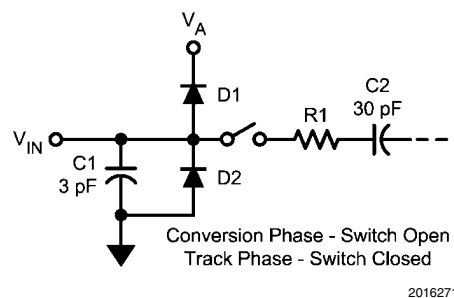 VA
D1
C2
30 pF
R1
VIN
C1
3 pF
D2
Conversion Phase - Switch Open
Track Phase - Switch Closed
2016271